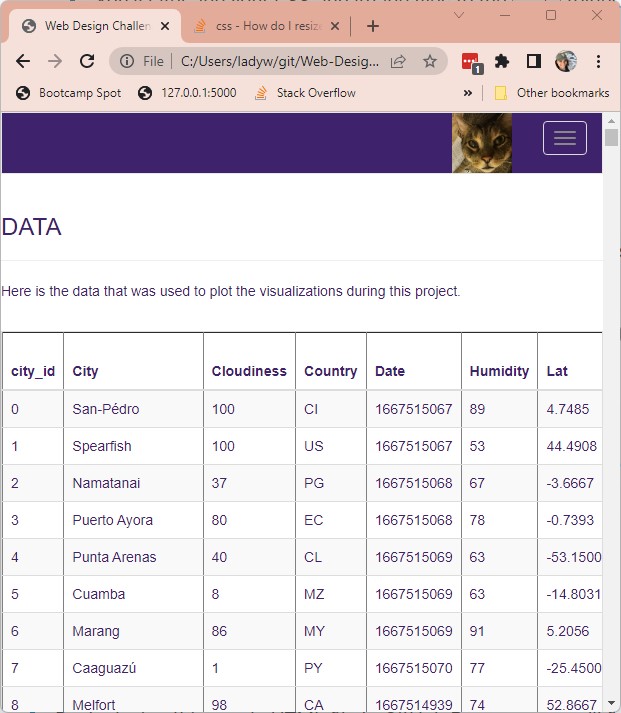 Web Design Challen
css - How do I resize
File
C:/Users/ladyw/git/Web-Desig...
1
Bootcamp Spot
127.0.0.1:5000
Stack Overflow
»
Other bookmarks
DATA
Here is the data that was used to plot the visualizations during this project.
city_id City Cloudiness Country Date Humidity Lat
0 San-Pédro 100 CI 1667515067 89 4.7485
1 Spearfish 100 US 1667515067 53 44.4908
2 Namatanai 37 PG 1667515068 67 -3.6667
3 Puerto Ayora 80 EC 1667515068 78 -0.7393
4 Punta Arenas 40 CL 1667515069 63 -53.1500
5 Cuamba 8 MZ 1667515069 63 -14.8031
6 Marang 86 MY 1667515069 91 5.2056
7 Caaguazú 1 PY 1667515070 77 -25.4500
8 Melfort 98 CA 1667514939 74 52.8667